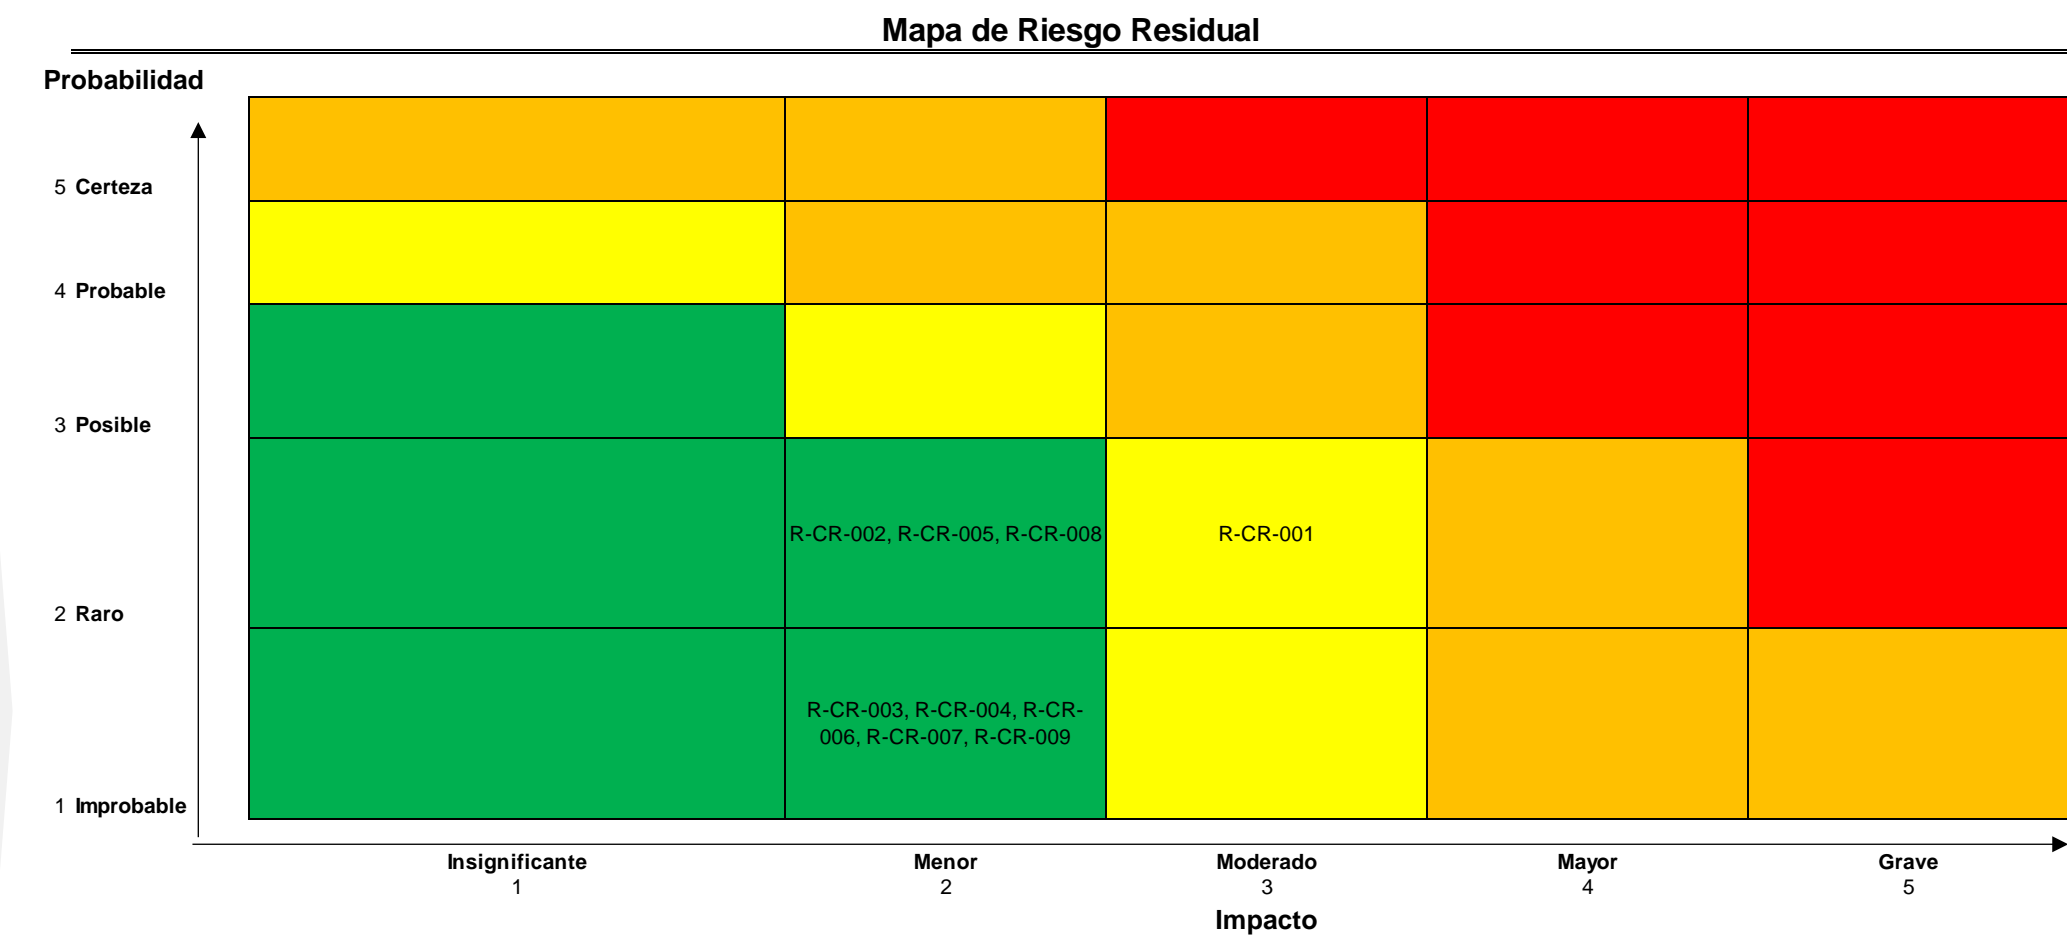 Mapa de Riesgo Residual
Probabilidad
5 Certeza
4 Probable
3 Posible
R-CR-002, R-CR-005, R-CR-008
R-CR-001
2 Raro
R-CR-003, R-CR-004, R-CR-
006, R-CR-007, R-CR-009
1 Improbable
Insignificante
1
Menor
2
Moderado
3
Mayor
4
Grave
5
Impacto